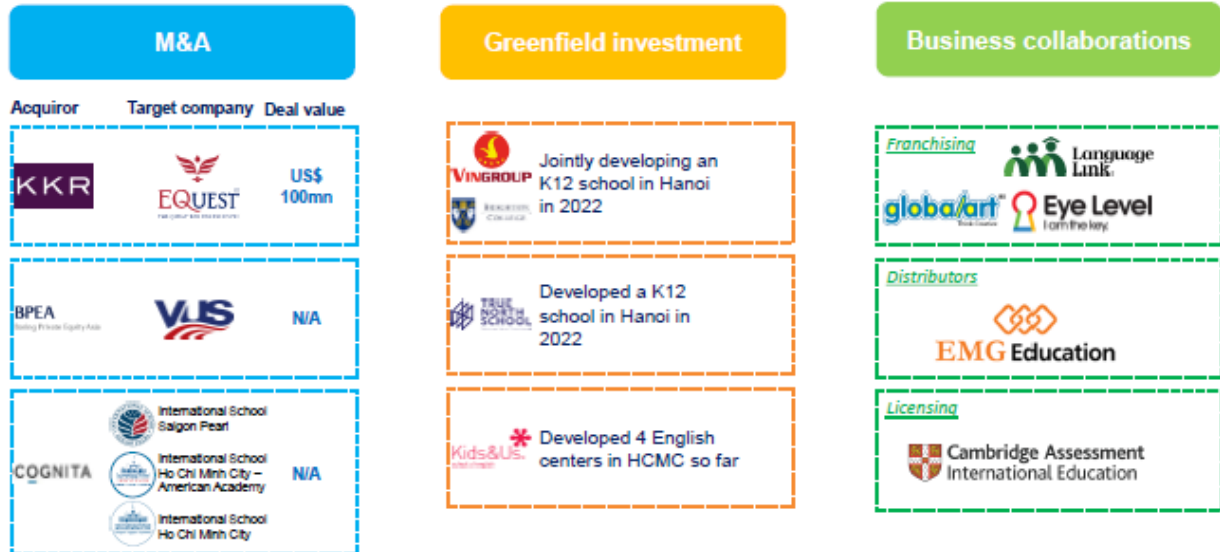 M&A
Greenfield investment
Business collaborations
Acquiror Target company Deal value
KKR
EQUEST
US$
100mn
BPEA
Baring Private Equity Asia
VUS
N/A
COGNITA
International School
Saigon Pearl
International School
Ho Chi Minh City –
American Academy
N/A
International School
Ho Chi Minh City
VINGROUP
BRIGHTON
COLLEGE
Jointly developing an
K12 school in Hanoi
in 2022
TRUE
NORTH
SCHOOL
Developed a K12
school in Hanoi in
2022
Kids&Us
Developed 4 English
centers in HCMC so far
Franchising
Language
Link
globalart
Think Creative
Eye Level
I am the key.
Distributors
EMG Education
Licensing
Cambridge Assessment
International Education